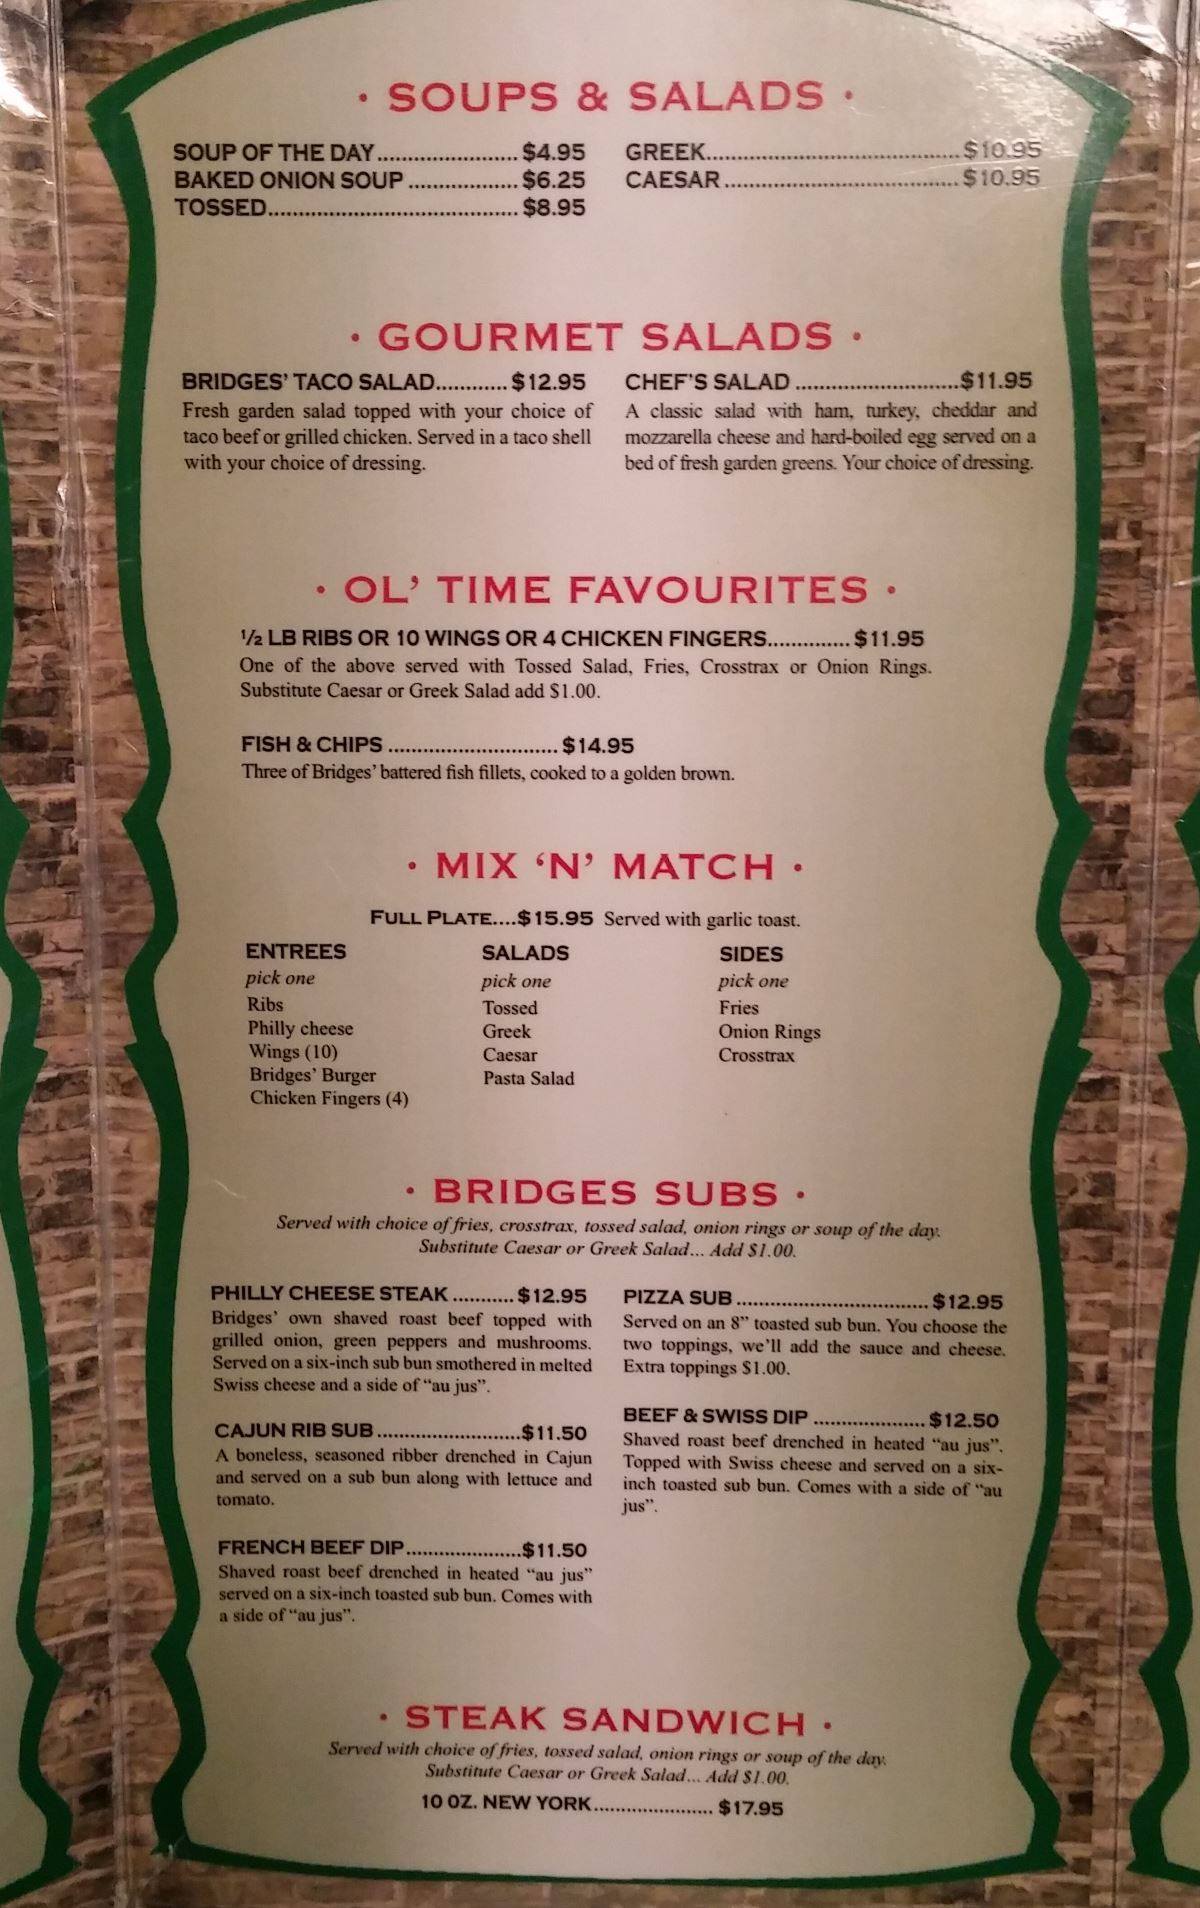 · SOUPS & SALADS ·
SOUP OF THE DAY....................... $4.95
BAKED ONION SOUP .................. $6.25
TOSSED......................................... $8.95
GREEK.......................................... $10.95
CAESAR ....................................... $10.95
· GOURMET SALADS ·
BRIDGES' TACO SALAD............ $12.95
Fresh garden salad topped with your choice of
taco beef or grilled chicken. Served in a taco shell
with your choice of dressing.
CHEF'S SALAD ............................$11.95
A classic salad with ham, turkey, cheddar and
mozzarella cheese and hard-boiled egg served on a
bed of fresh garden greens. Your choice of dressing.
· OL' TIME FAVOURITES ·
½ LB RIBS OR 10 WINGS OR 4 CHICKEN FINGERS.............. $11.95
One of the above served with Tossed Salad, Fries, Crosstrax or Onion Rings.
Substitute Caesar or Greek Salad add $1.00.
FISH & CHIPS ............................. $14.95
Three of Bridges' battered fish fillets, cooked to a golden brown.
· MIX 'N' MATCH ·
FULL PLATE....$15.95 Served with garlic toast.
ENTREES
pick one
Ribs
Philly cheese
Wings (10)
Bridges' Burger
Chicken Fingers (4)
SALADS
pick one
Tossed
Greek
Caesar
Pasta Salad
SIDES
pick one
Fries
Onion Rings
Crosstrax
· BRIDGES SUBS ·
Served with choice of fries, crosstrax, tossed salad, onion rings or soup of the day.
Substitute Caesar or Greek Salad... Add $1.00.
PHILLY CHEESE STEAK .......... $12.95
Bridges' own shaved roast beef topped with
grilled onion, green peppers and mushrooms.
Served on a six-inch sub bun smothered in melted
Swiss cheese and a side of "au jus".
CAJUN RIB SUB ........................$11.50
A boneless, seasoned ribber drenched in Cajun
and served on a sub bun along with lettuce and
tomato.
FRENCH BEEF DIP....................$11.50
Shaved roast beef drenched in heated "au jus"
served on a six-inch toasted sub bun. Comes with
a side of "au jus".
PIZZA SUB ................................ $12.95
Served on an 8" toasted sub bun. You choose the
two toppings, we'll add the sauce and cheese.
Extra toppings $1.00.
BEEF & SWISS DIP ................... $12.50
Shaved roast beef drenched in heated "au jus".
Topped with Swiss cheese and served on a six-
inch toasted sub bun. Comes with a side of "au
jus".
· STEAK SANDWICH ·
Served with choice of fries, tossed salad, onion rings or soup of the day.
Substitute Caesar or Greek Salad... Add $1.00.
10 OZ. NEW YORK...................... $17.95